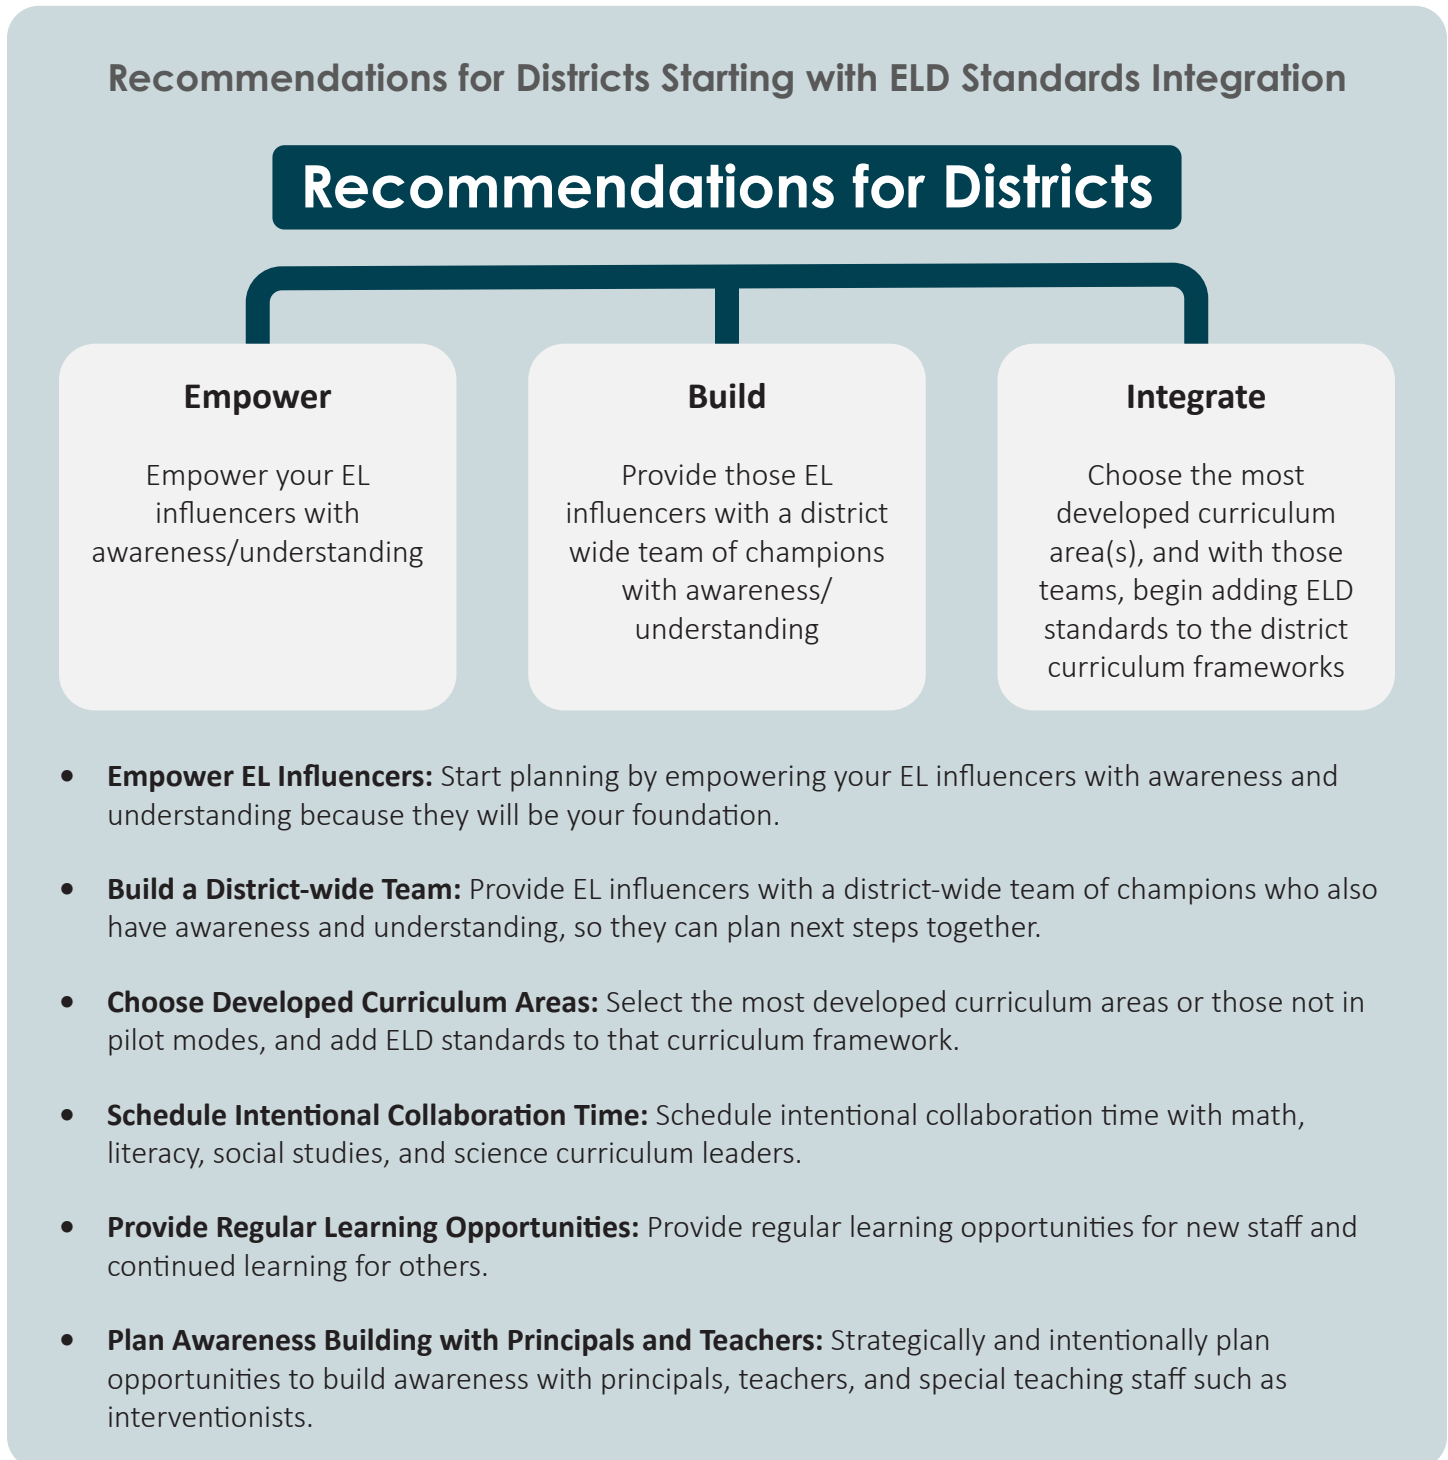 Recommendations for Districts Starting with ELD Standards Integration
Recommendations for Districts
Empower
Empower your EL
influencers with
awareness/understanding
Build
Provide those EL
influencers with a district
wide team of champions
with awareness/
understanding
Integrate
Choose the most
developed curriculum
area(s), and with those
teams, begin adding ELD
standards to the district
curriculum frameworks
• Empower EL Influencers: Start planning by empowering your EL influencers with awareness and
understanding because they will be your foundation.
• Build a District-wide Team: Provide EL influencers with a district-wide team of champions who also
have awareness and understanding, so they can plan next steps together.
• Choose Developed Curriculum Areas: Select the most developed curriculum areas or those not in
pilot modes, and add ELD standards to that curriculum framework.
• Schedule Intentional Collaboration Time: Schedule intentional collaboration time with math,
literacy, social studies, and science curriculum leaders.
• Provide Regular Learning Opportunities: Provide regular learning opportunities for new staff and
continued learning for others.
• Plan Awareness Building with Principals and Teachers: Strategically and intentionally plan
opportunities to build awareness with principals, teachers, and special teaching staff such as
interventionists.